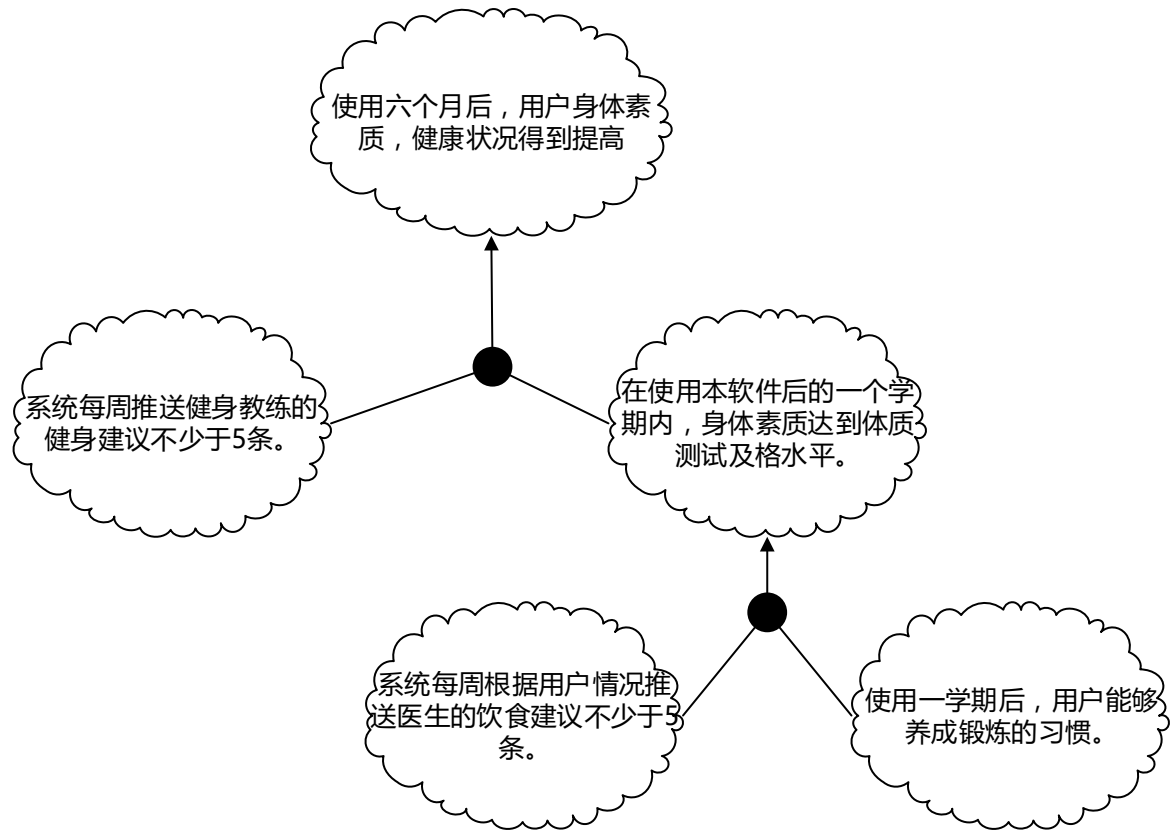 使用六个月后，用户身体素
质，健康状况得到提高
系统每周推送健身教练的
健身建议不少于5条。
在使用本软件后的一个学
期内，身体素质达到体质
测试及格水平。
系统每周根据用户情况推
送医生的饮食建议不少于5
条。
使用一学期后，用户能够
养成锻炼的习惯。